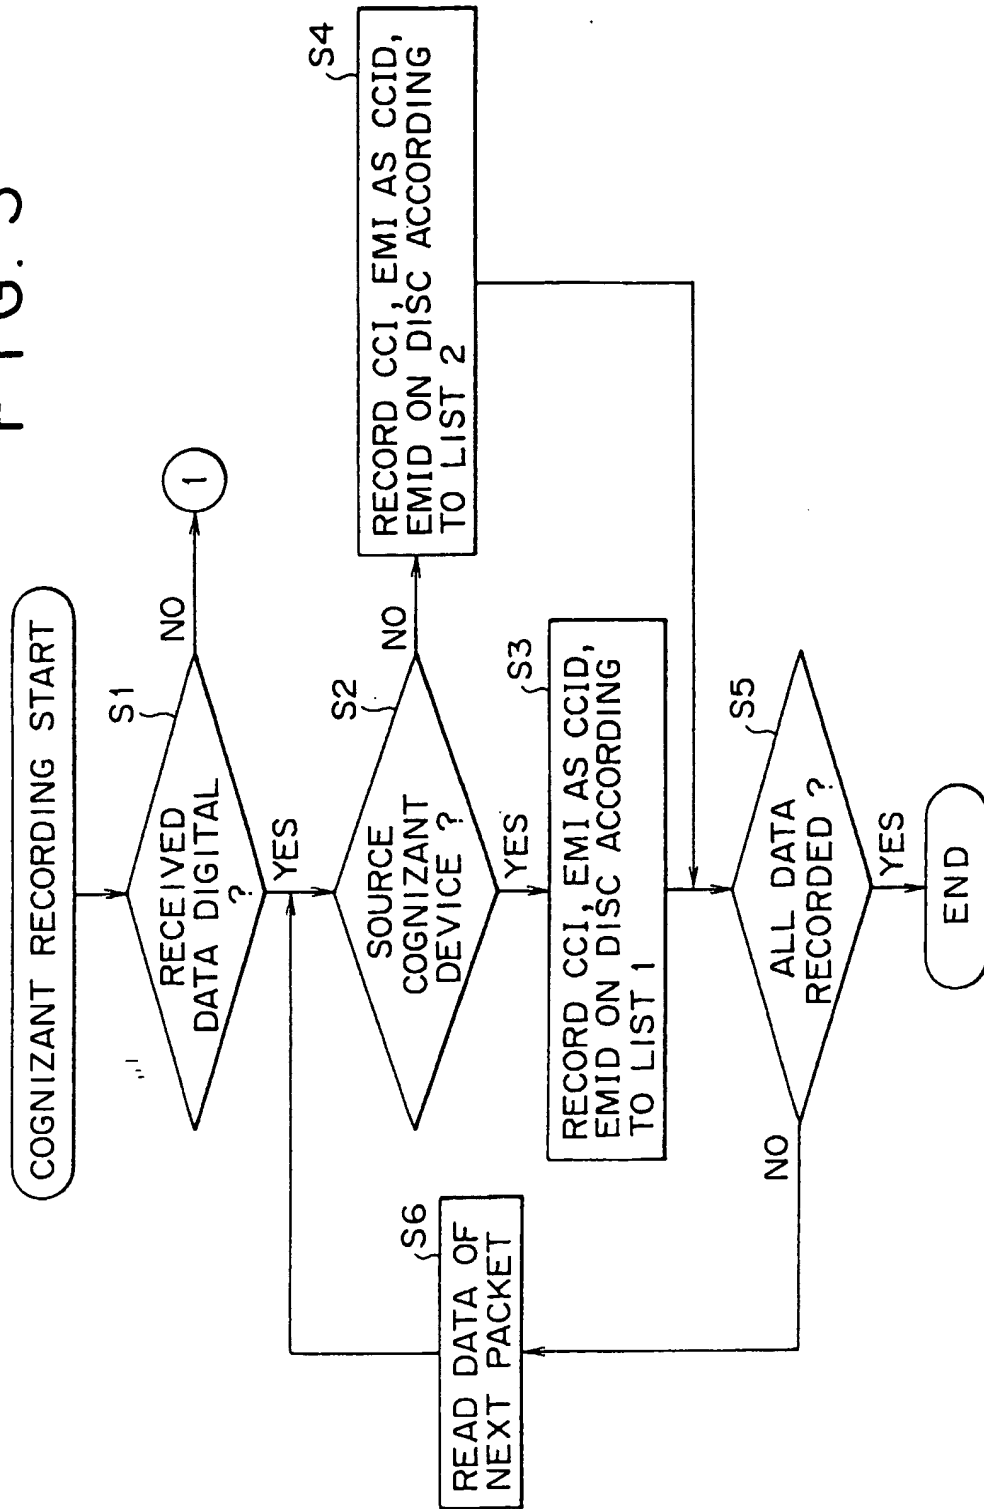 FIG.
COGNIZANT RECORDING START
S1
RECEIVED
DATA DIGITAL
?
NO
1
YES
S2
SOURCE
COGNIZANT
DEVICE ?
NO
YES
S4
RECORD CCI, EMI AS CCID,
EMID ON DISC ACCORDING
TO LIST 2
S6
READ DATA OF
NEXT PACKET
S3
RECORD CCI, EMI AS CCID,
EMID ON DISC ACCORDING
TO LIST 1
S5
ALL DATA
RECORDED ?
NO
YES
END